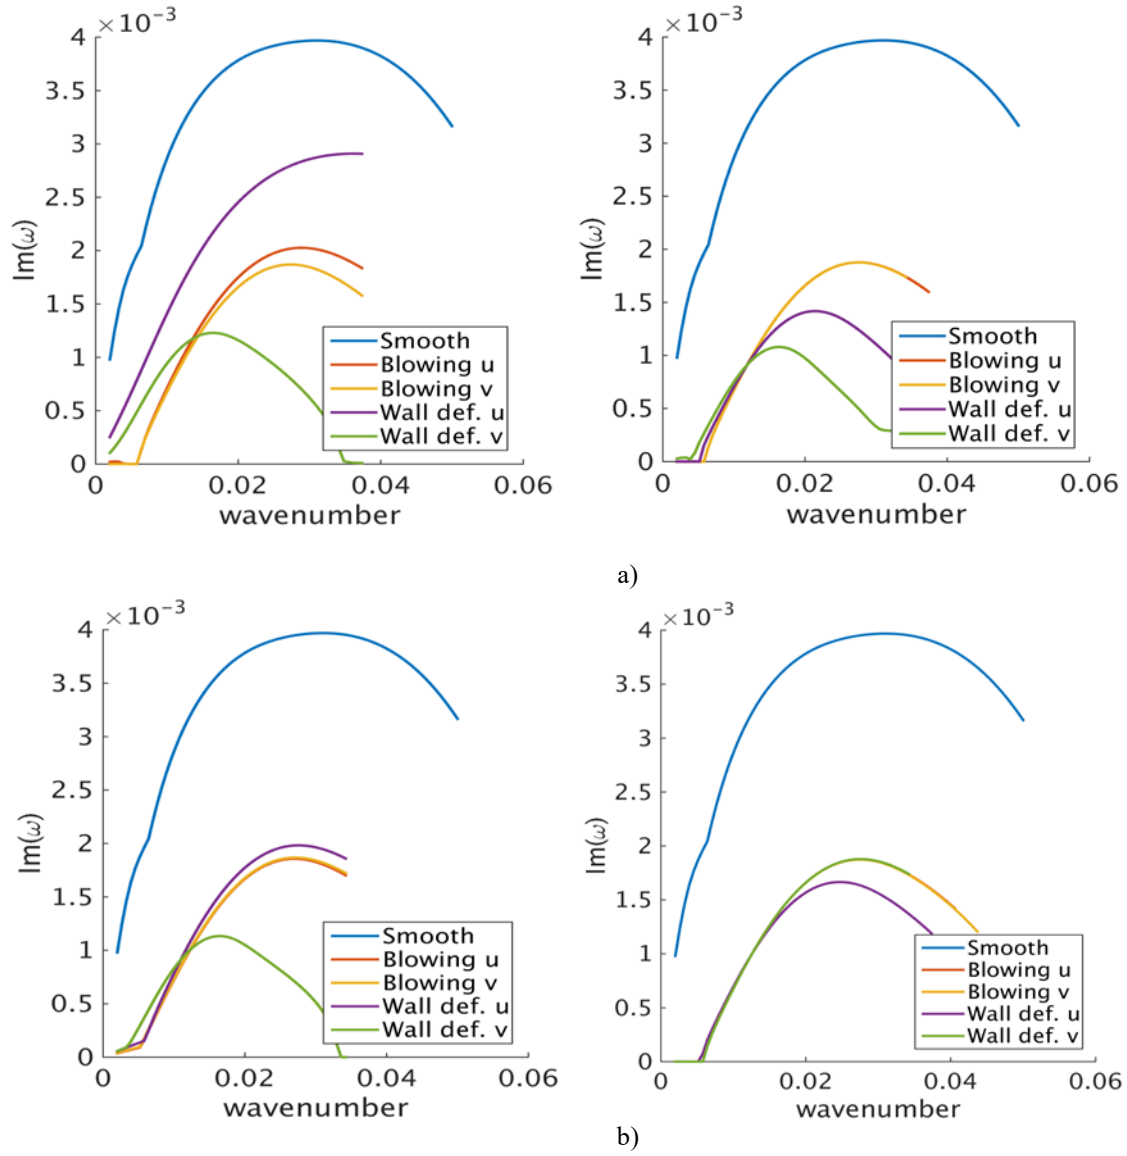 ×10⁻³
4
3.5
3
2.5
2
1.5
1
0.5
0
Im(ω)
Smooth
Blowing u
Blowing v
Wall def. u
Wall def. v
0 0.02 0.04 0.06
wavenumber
×10⁻³
4
3.5
3
2.5
2
1.5
1
0.5
0
Im(ω)
Smooth
Blowing u
Blowing v
Wall def. u
Wall def. v
0 0.02 0.04 0.06
wavenumber
a)
×10⁻³
4
3.5
3
2.5
2
1.5
1
0.5
0
Im(ω)
Smooth
Blowing u
Blowing v
Wall def. u
Wall def. v
0 0.02 0.04 0.06
wavenumber
×10⁻³
4
3.5
3
2.5
2
1.5
1
0.5
0
Im(ω)
Smooth
Blowing u
Blowing v
Wall def. u
Wall def. v
0 0.02 0.04 0.06
wavenumber
b)